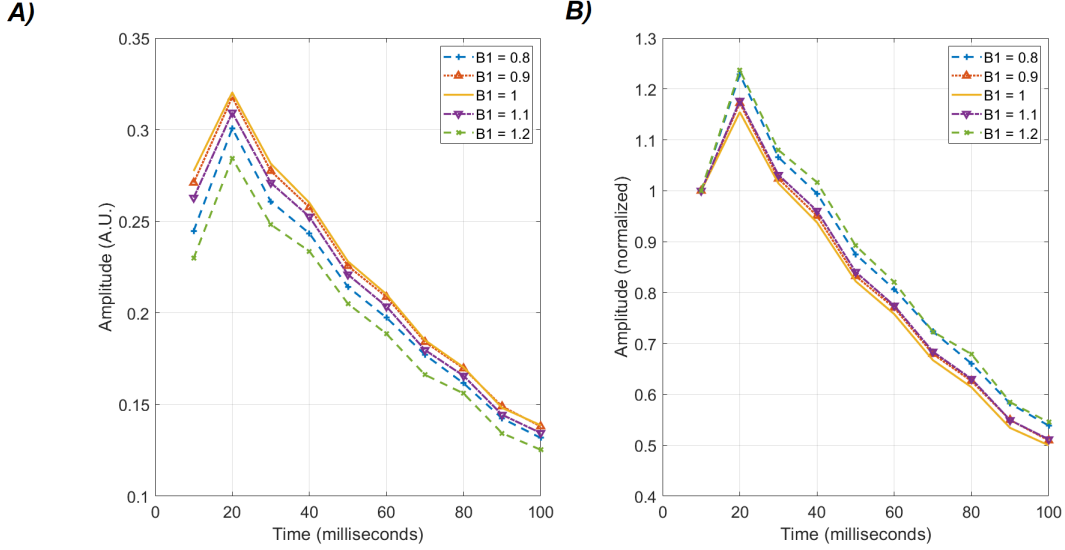 A)
0.35
0.3
0.25
0.2
0.15
0.1
0
20
40
60
80
100
Amplitude (A.U.)
Time (milliseconds)
B1 = 0.8
B1 = 0.9
B1 = 1
B1 = 1.1
B1 = 1.2
B)
1.3
1.2
1.1
1
0.9
0.8
0.7
0.6
0.5
0.4
0
20
40
60
80
100
Amplitude (normalized)
Time (milliseconds)
B1 = 0.8
B1 = 0.9
B1 = 1
B1 = 1.1
B1 = 1.2